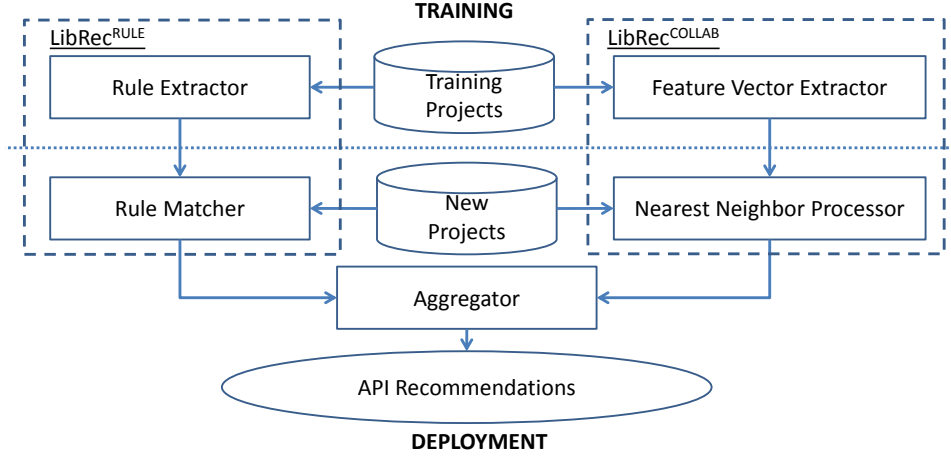 TRAINING
LibRecRULE
LibRecCOLLAB
Rule Extractor
Training
Projects
Feature Vector Extractor
Rule Matcher
New
Projects
Nearest Neighbor Processor
Aggregator
API Recommendations
DEPLOYMENT